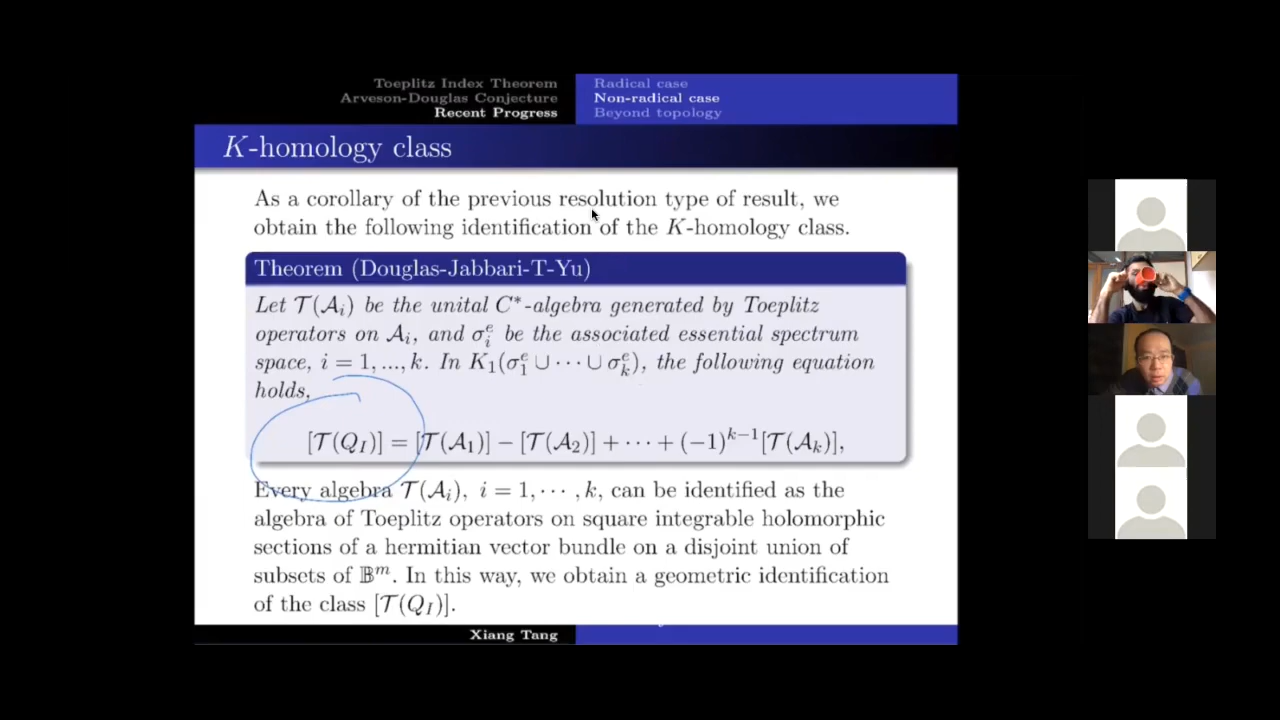 Toeplitz Index Theorem
Arveson-Douglas Conjecture
Recent Progress
Radical case
Non-radical case
Beyond topology
K-homology class
As a corollary of the previous resolution type of result, we
obtain the following identification of the K-homology class.
Theorem (Douglas-Jabbari-T-Yu)
Let 𝒯(𝒜ᵢ) be the unital C*-algebra generated by Toeplitz
operators on 𝒜ᵢ, and σᵢᵉ be the associated essential spectrum
space, i = 1, ..., k. In K₁(σ₁ᵉ ∪ ··· ∪ σₖᵉ), the following equation
holds,
[𝒯(Q_I)] = [𝒯(𝒜₁)] − [𝒯(𝒜₂)] + ··· + (−1)ᵏ⁻¹[𝒯(𝒜ₖ)],
Every algebra 𝒯(𝒜ᵢ), i = 1, ··· , k, can be identified as the
algebra of Toeplitz operators on square integrable holomorphic
sections of a hermitian vector bundle on a disjoint union of
subsets of 𝔹ᵐ. In this way, we obtain a geometric identification
of the class [𝒯(Q_I)].
Xiang Tang